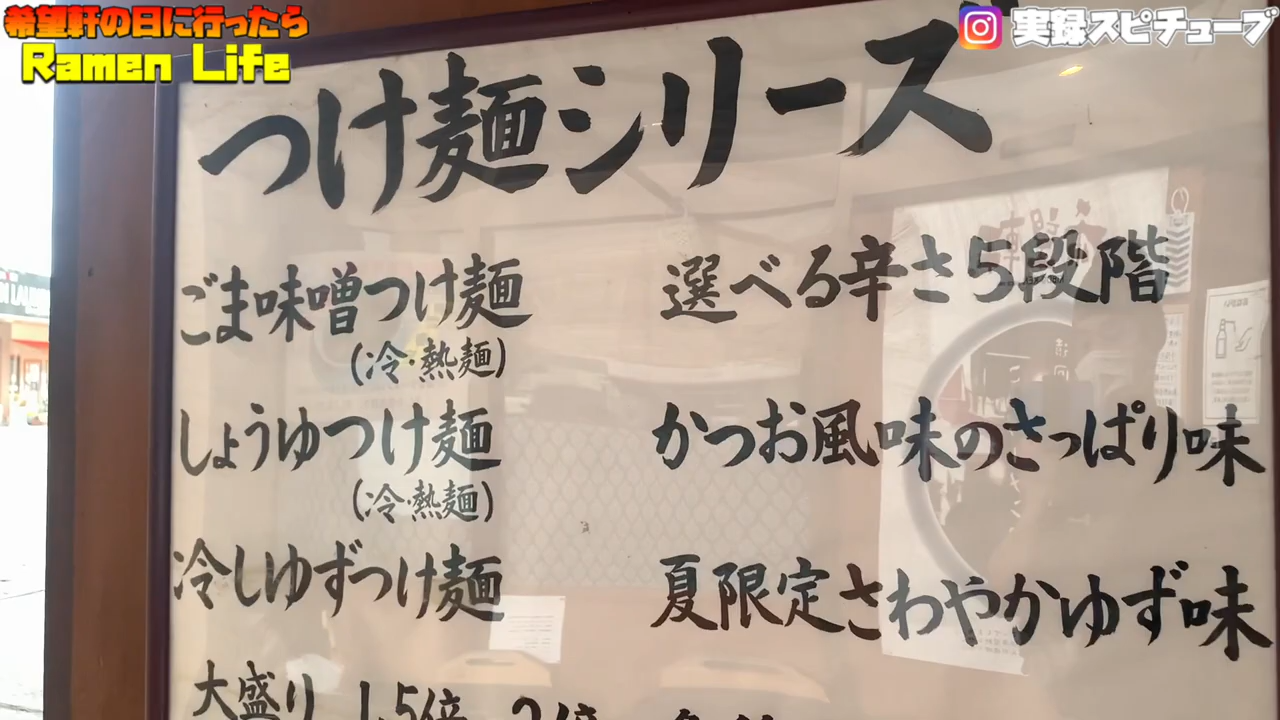 希望軒の日に行ったら
Ramen Life
実録スピチューブ
つけ麺シリーズ
ごま味噌つけ麺 選べる辛さ5段階
(冷・熱麺)
しょうゆつけ麺 かつお風味のさっぱり味
(冷・熱麺)
冷しゆずつけ麺 夏限定さわやかゆず味
大盛り 1.5倍 2倍